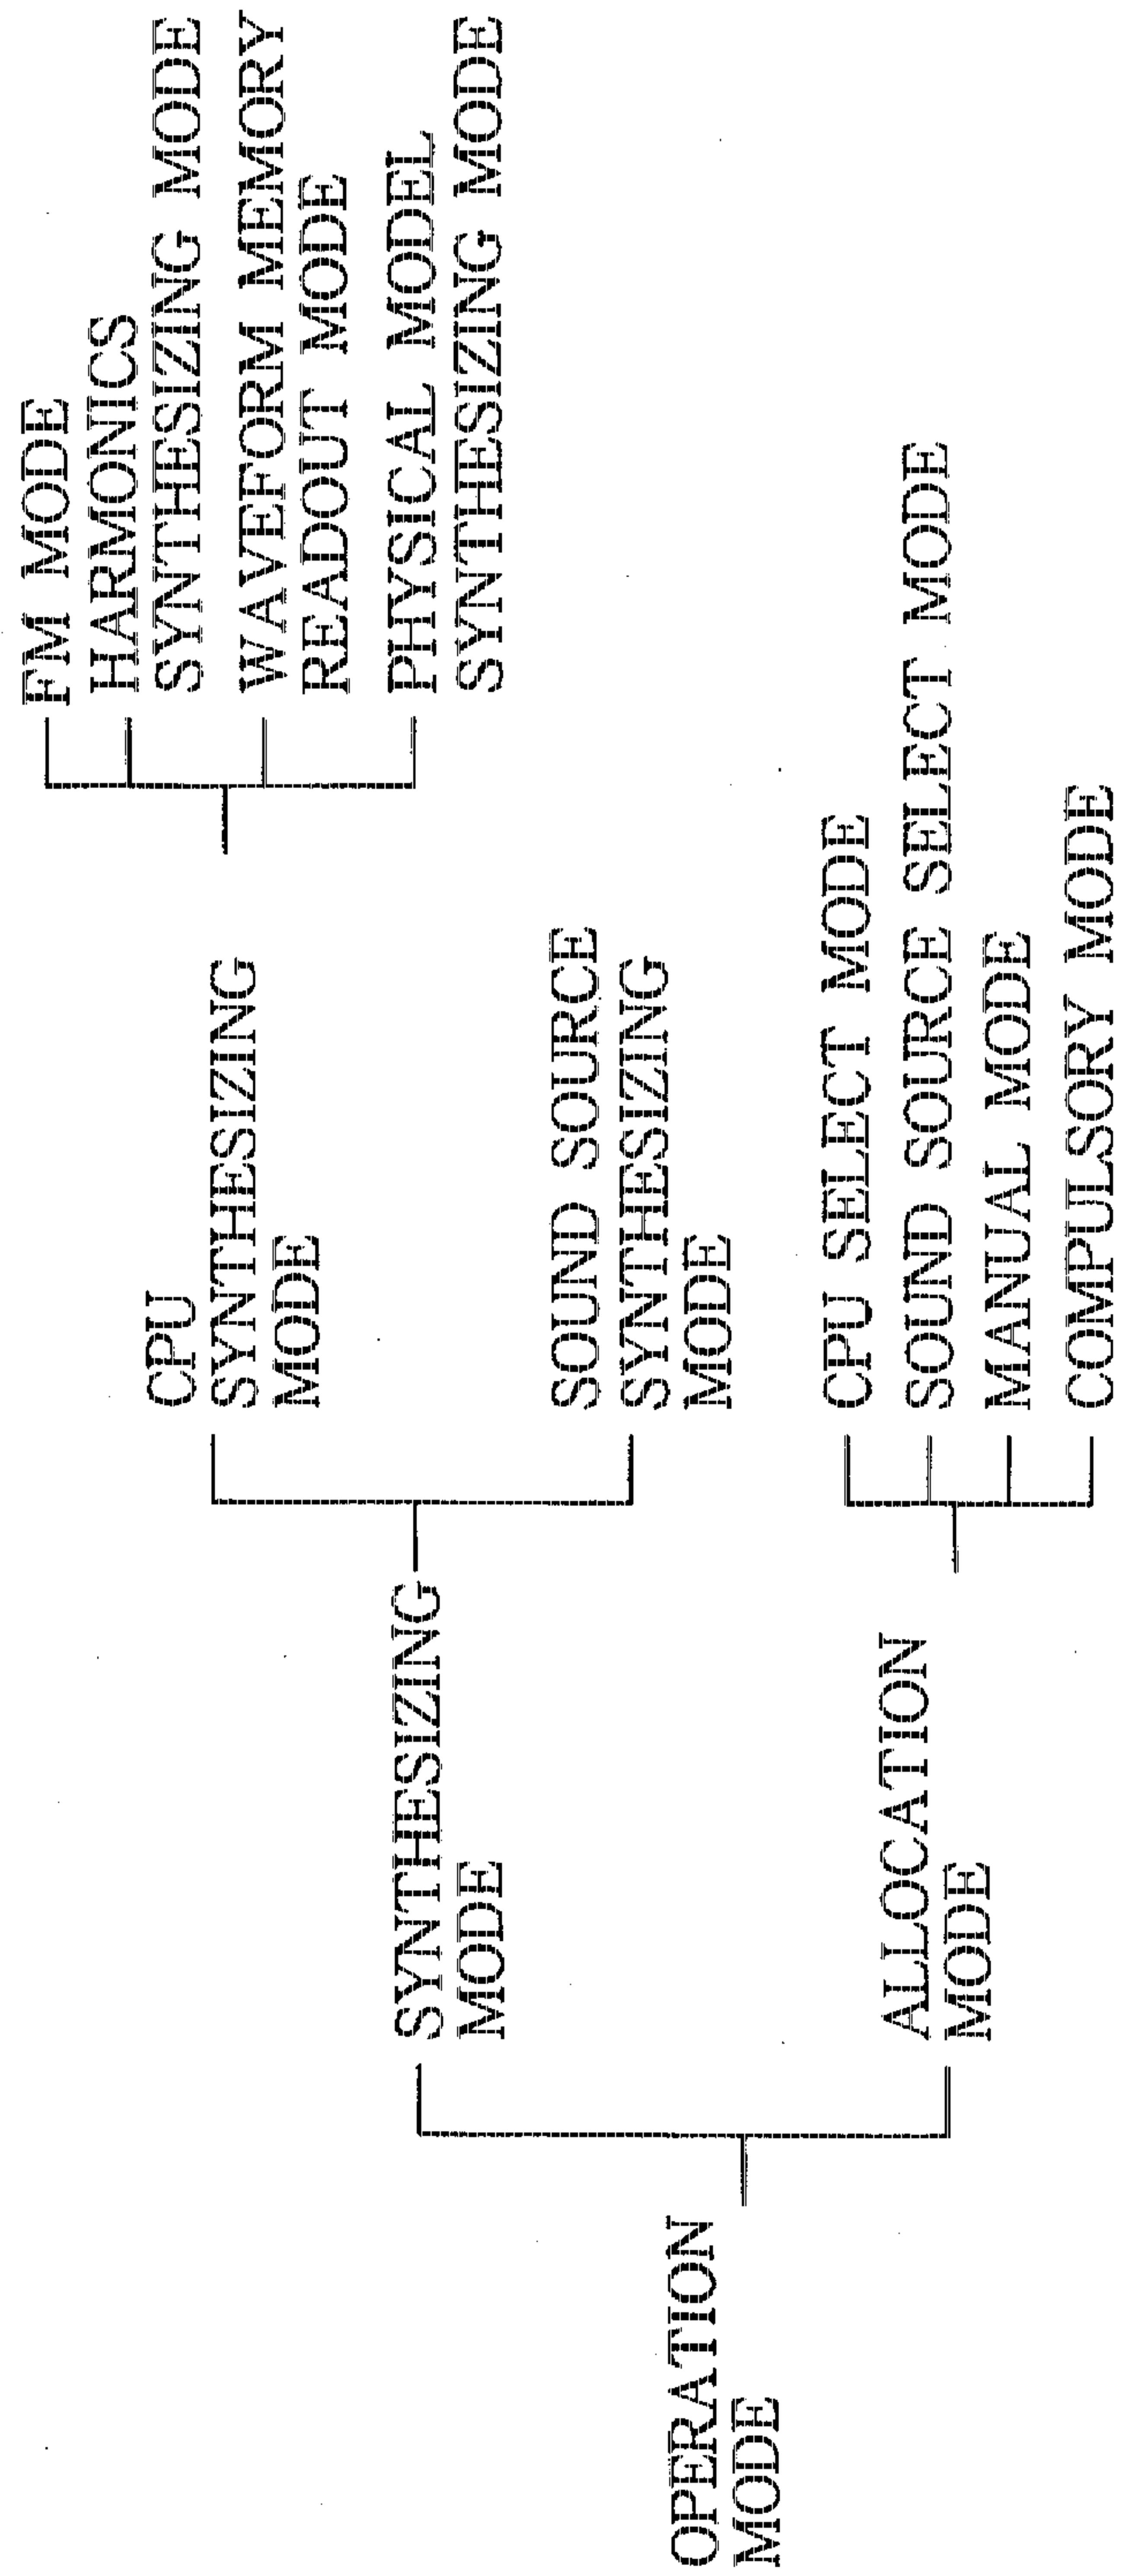 OPERATION
MODE
SYNTHESIZING
MODE
CPU
SYNTHESIZING
MODE
FM MODE
HARMONICS
SYNTHESIZING MODE
WAVEFORM MEMORY
READOUT MODE
PHYSICAL MODEL
SYNTHESIZING MODE
SOUND SOURCE
SYNTHESIZING
MODE
ALLOCATION
MODE
CPU SELECT MODE
SOUND SOURCE SELECT MODE
MANUAL MODE
COMPULSORY MODE